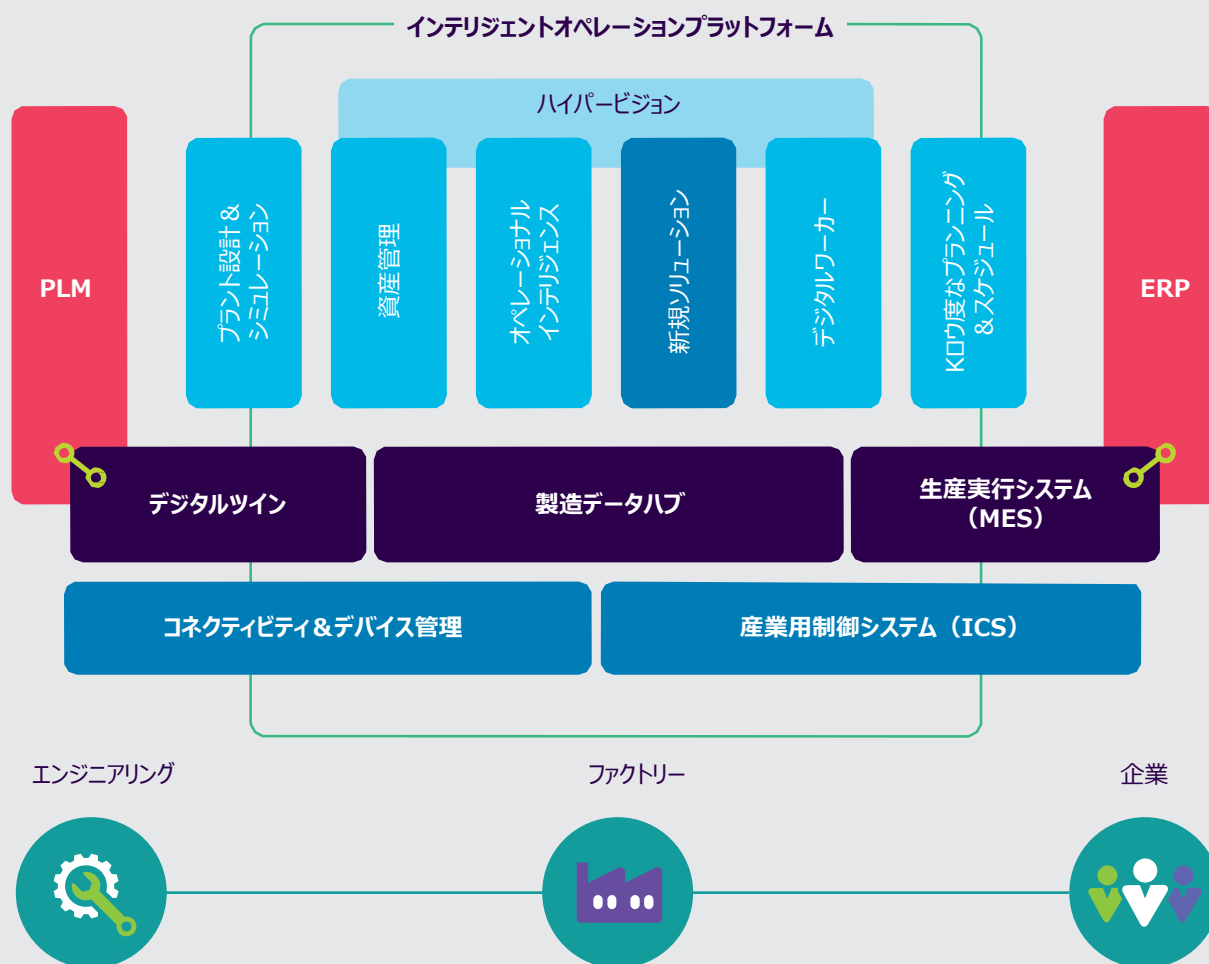 インテリジェントオペレーションプラットフォーム
ハイパービジョン
PLM
プラント設計&
シミュレーション
資産管理
オペレーショナル
インテリジェンス
新規ソリューション
デジタルワーカー
Kロウ度なプランニング
&スケジュール
ERP
デジタルツイン
製造データハブ
生産実行システム
（MES）
コネクティビティ&デバイス管理
産業用制御システム（ICS）
エンジニアリング
ファクトリー
企業